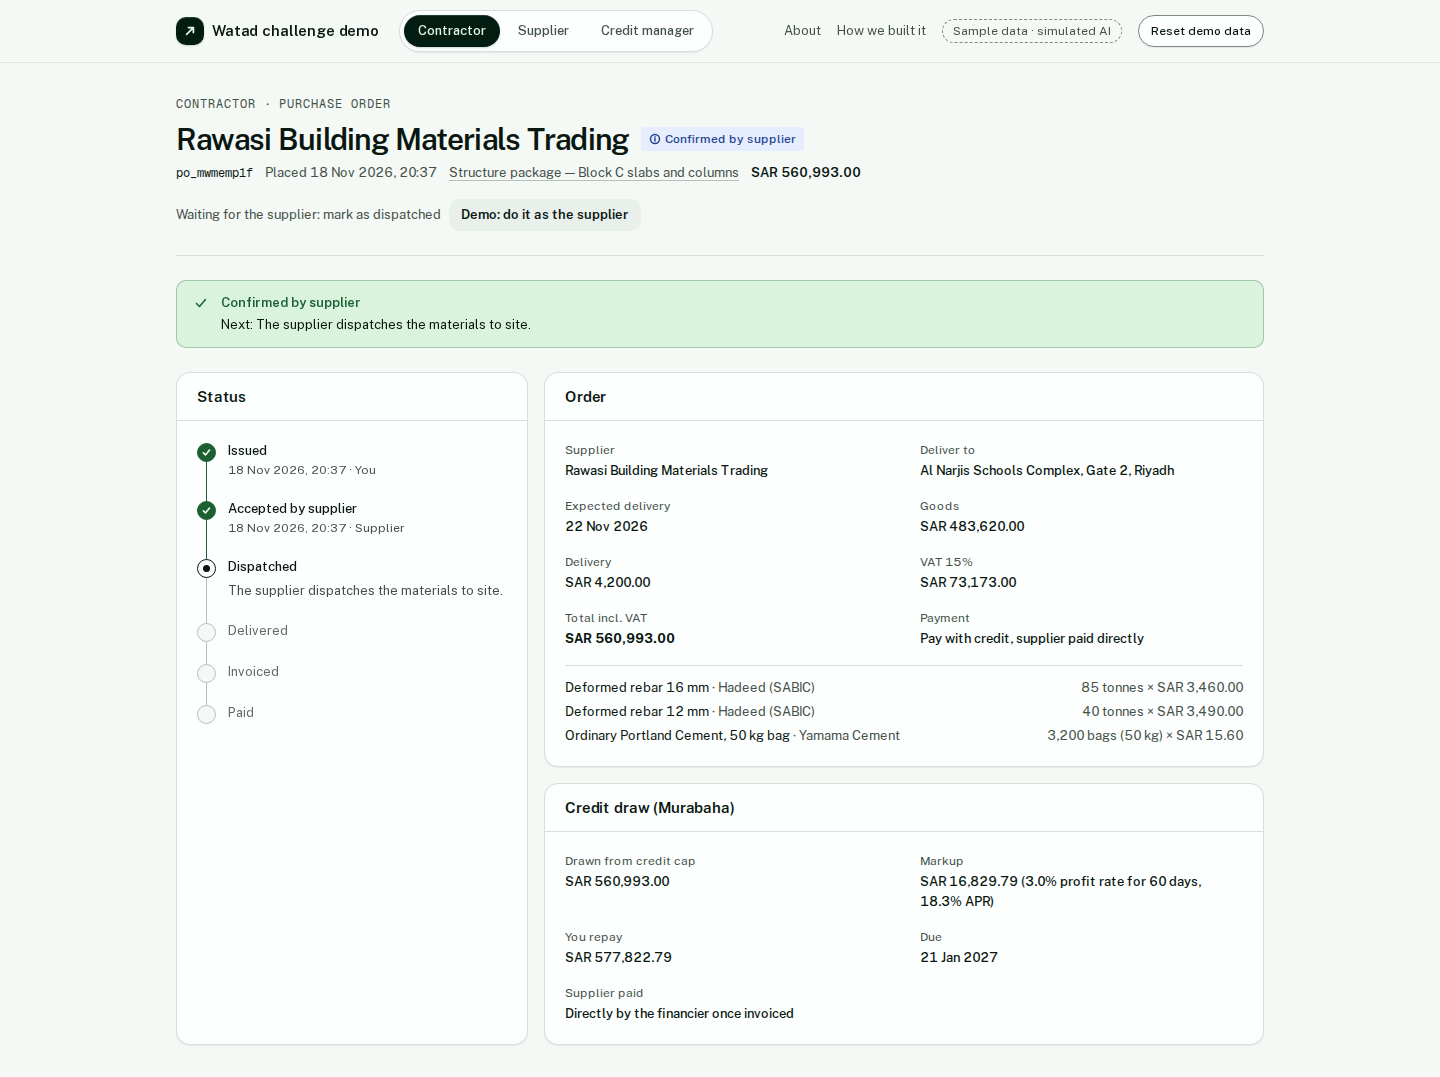 Watad challenge demo
Contractor
Supplier
Credit manager
About
How we built it
Sample data · simulated AI
Reset demo data
CONTRACTOR · PURCHASE ORDER
Rawasi Building Materials Trading
Confirmed by supplier
po_mwmemp1f Placed 18 Nov 2026, 20:37 Structure package — Block C slabs and columns SAR 560,993.00
Waiting for the supplier: mark as dispatched
Demo: do it as the supplier
Confirmed by supplier
Next: The supplier dispatches the materials to site.
Status
Issued
18 Nov 2026, 20:37 · You
Accepted by supplier
18 Nov 2026, 20:37 · Supplier
Dispatched
The supplier dispatches the materials to site.
Delivered
Invoiced
Paid
Order
Supplier
Rawasi Building Materials Trading
Deliver to
Al Narjis Schools Complex, Gate 2, Riyadh
Expected delivery
22 Nov 2026
Goods
SAR 483,620.00
Delivery
SAR 4,200.00
VAT 15%
SAR 73,173.00
Total incl. VAT
SAR 560,993.00
Payment
Pay with credit, supplier paid directly
Deformed rebar 16 mm · Hadeed (SABIC) 85 tonnes × SAR 3,460.00
Deformed rebar 12 mm · Hadeed (SABIC) 40 tonnes × SAR 3,490.00
Ordinary Portland Cement, 50 kg bag · Yamama Cement 3,200 bags (50 kg) × SAR 15.60
Credit draw (Murabaha)
Drawn from credit cap
SAR 560,993.00
Markup
SAR 16,829.79 (3.0% profit rate for 60 days,
18.3% APR)
You repay
SAR 577,822.79
Due
21 Jan 2027
Supplier paid
Directly by the financier once invoiced